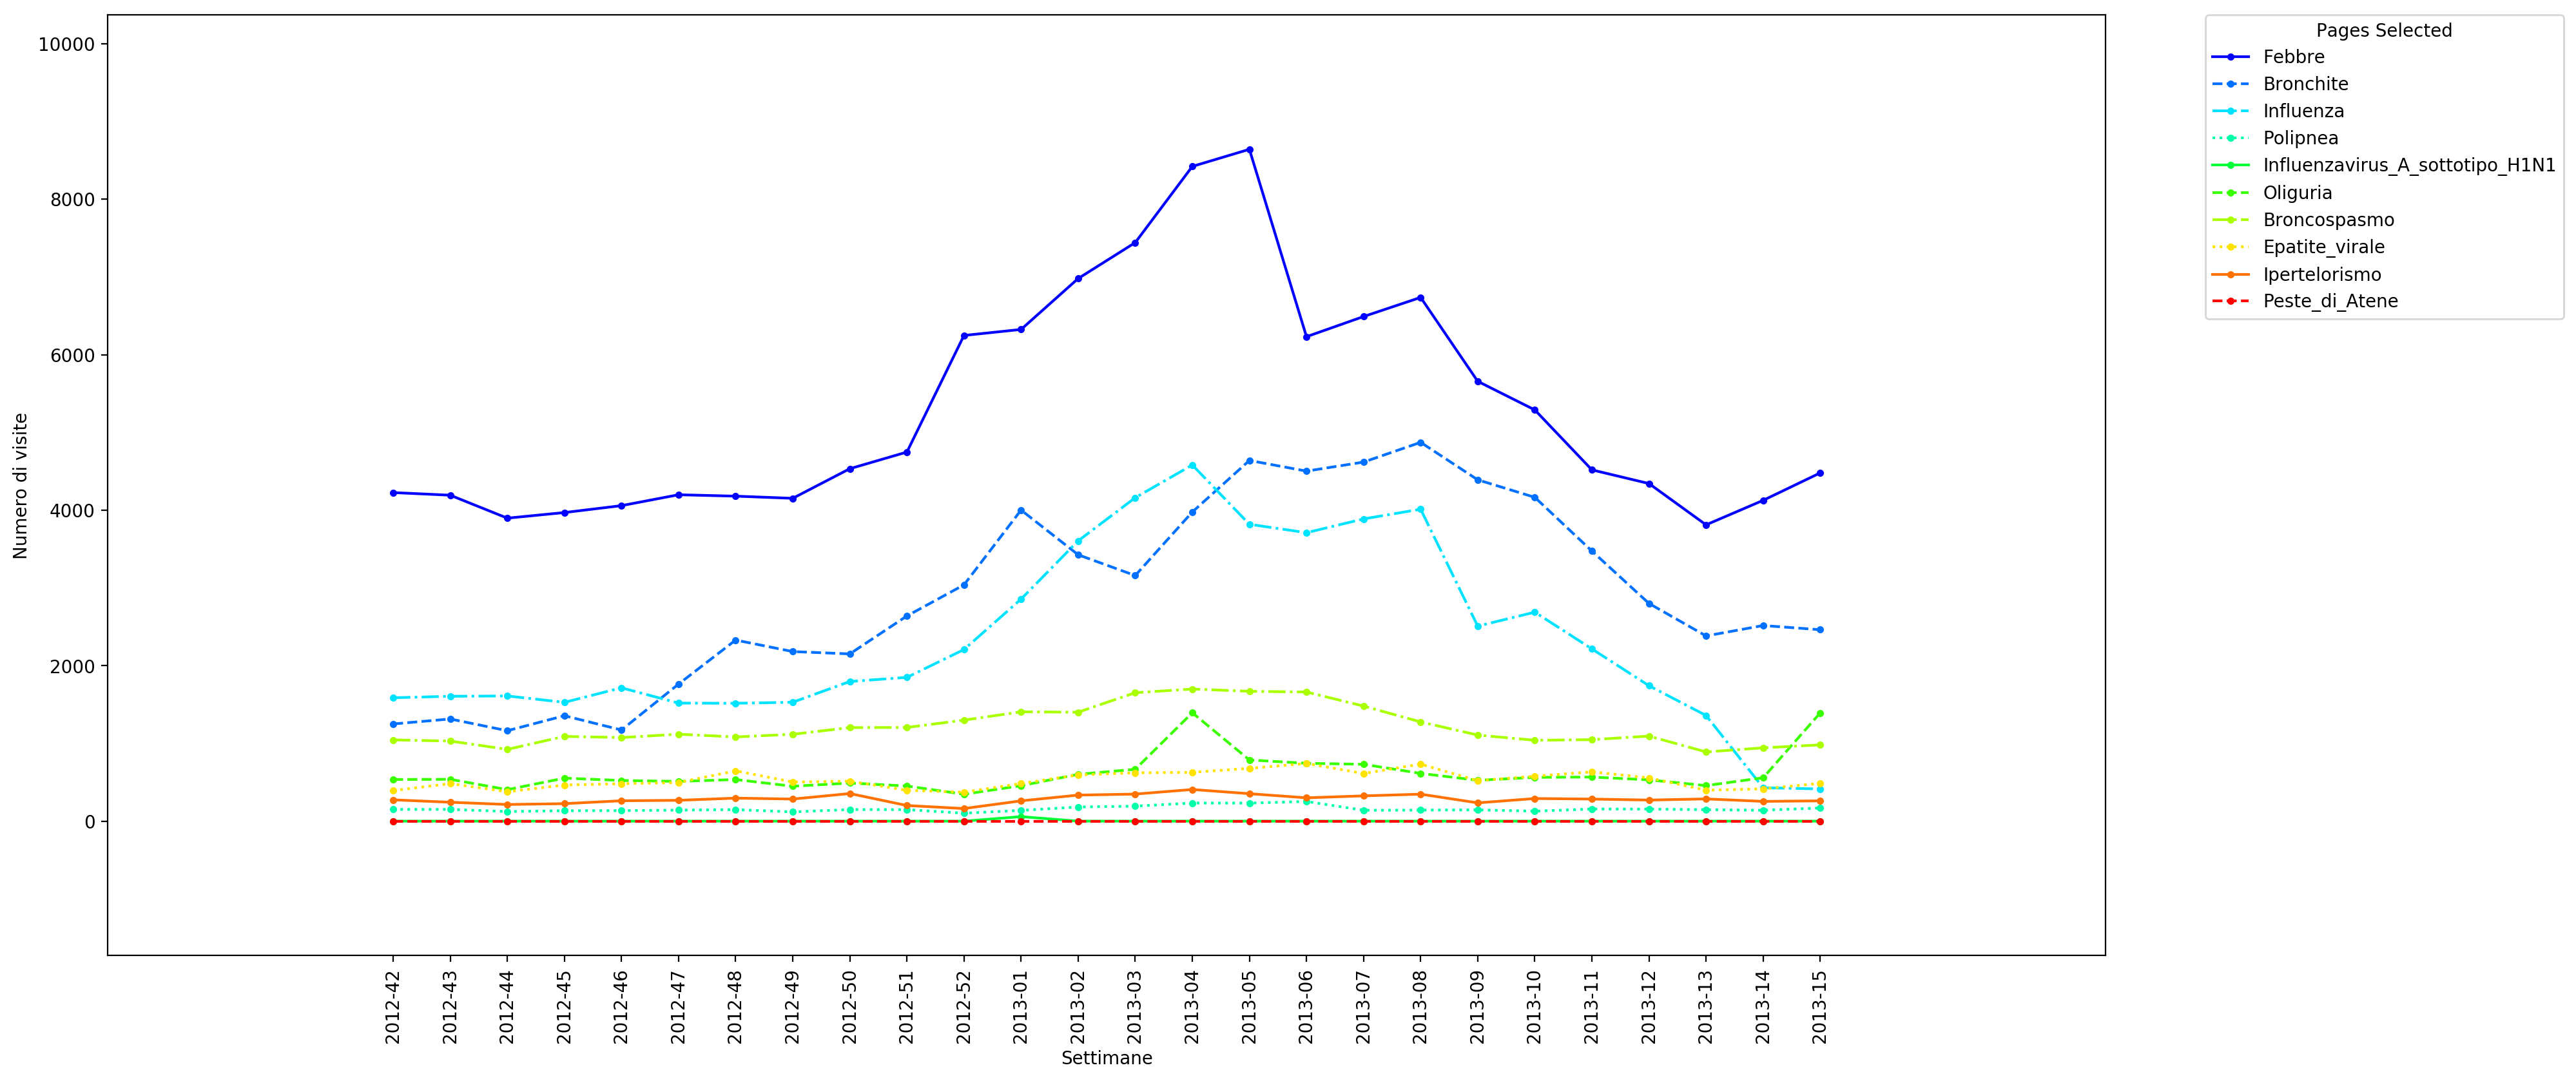 Pages Selected
Febbre
Bronchite
Influenza
Polipnea
Influenzavirus_A_sottotipo_H1N1
Oliguria
Broncospasmo
Epatite_virale
Ipertelorismo
Peste_di_Atene
10000
8000
6000
4000
2000
0
Numero di visite
2012-42
2012-43
2012-44
2012-45
2012-46
2012-47
2012-48
2012-49
2012-50
2012-51
2012-52
2013-01
2013-02
2013-03
2013-04
2013-05
2013-06
2013-07
2013-08
2013-09
2013-10
2013-11
2013-12
2013-13
2013-14
2013-15
Settimane